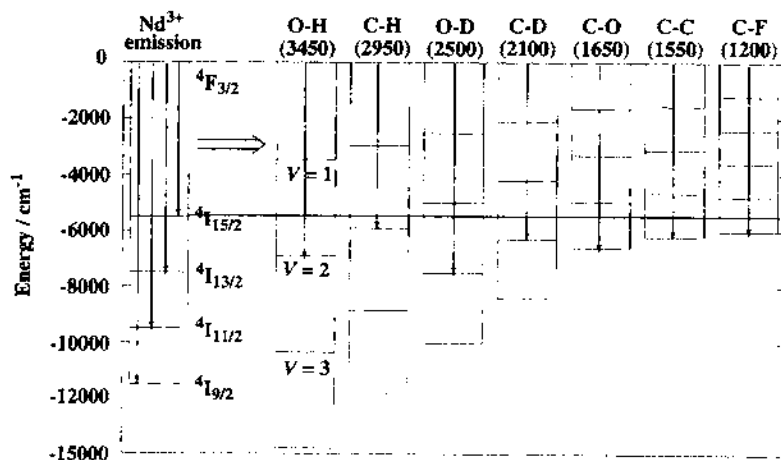 Nd3+ emission
O-H (3450)
C-H (2950)
O-D (2500)
C-D (2100)
C-O (1650)
C-C (1550)
C-F (1200)
Energy / cm-1
0
-2000
-4000
-6000
-8000
-10000
-12000
-15000
4F3/2
4I15/2
4I13/2
4I11/2
4I9/2
V = 1
V = 2
V = 3